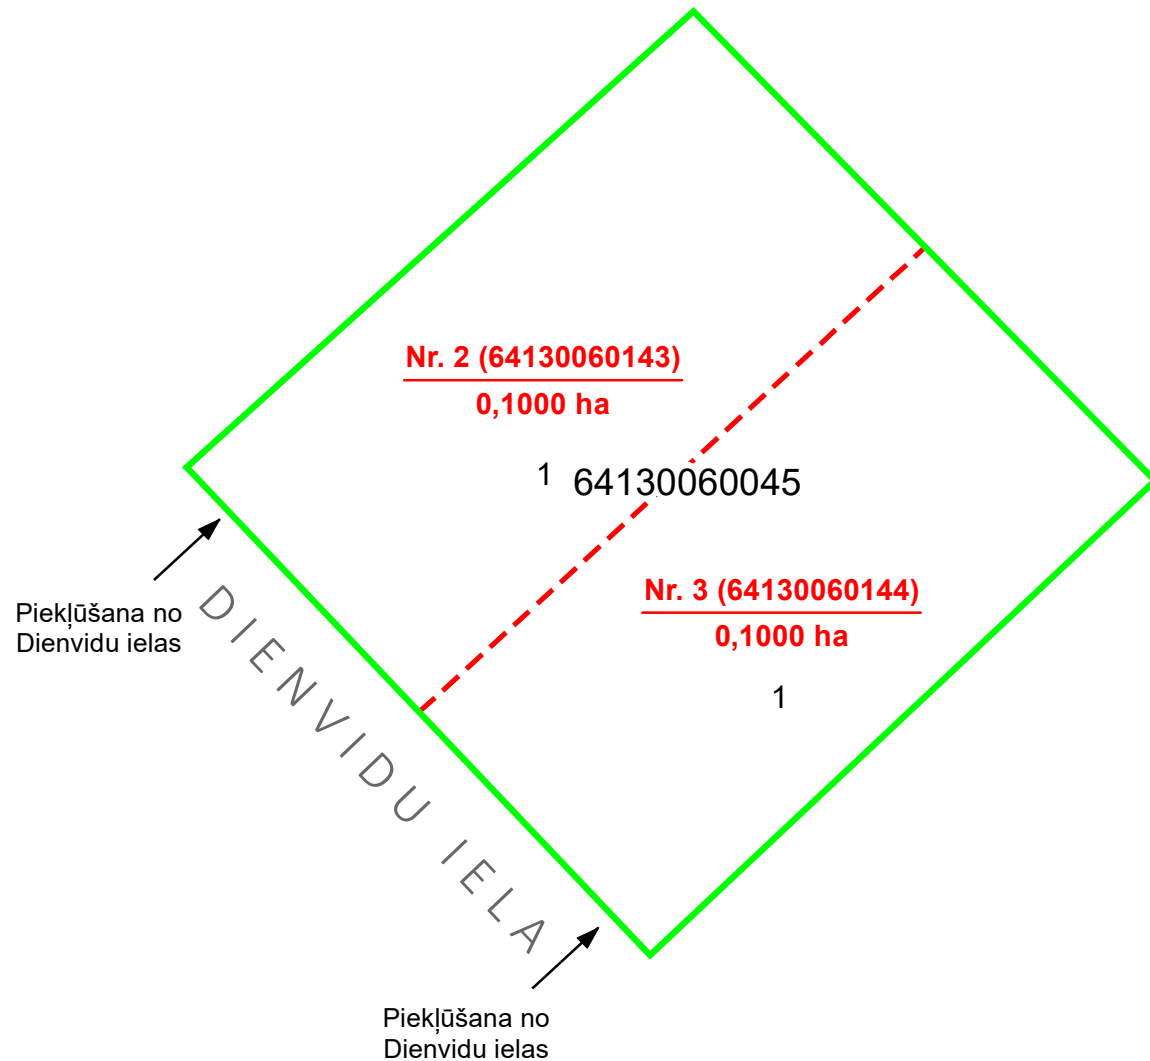 Nr. 2 (64130060143)
0,1000 ha
1 64130060045
Nr. 3 (64130060144)
0,1000 ha
1
Piekļūšana no
Dienvidu ielas
DIENVIDU IELA
Piekļūšana no
Dienvidu ielas